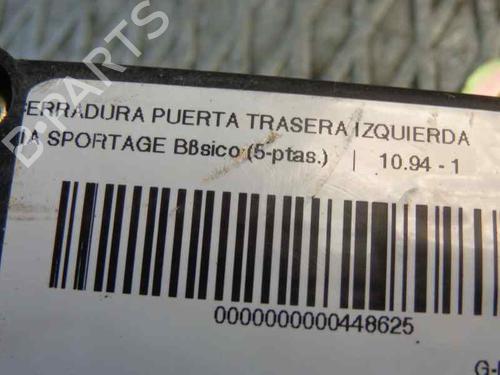 B-PARTS
ERRADURA PUERTA TRASERA IZQUIERDA
IA SPORTAGE Bßsico (5-ptas.) | 10.94 - 1
0000000000448625
G-